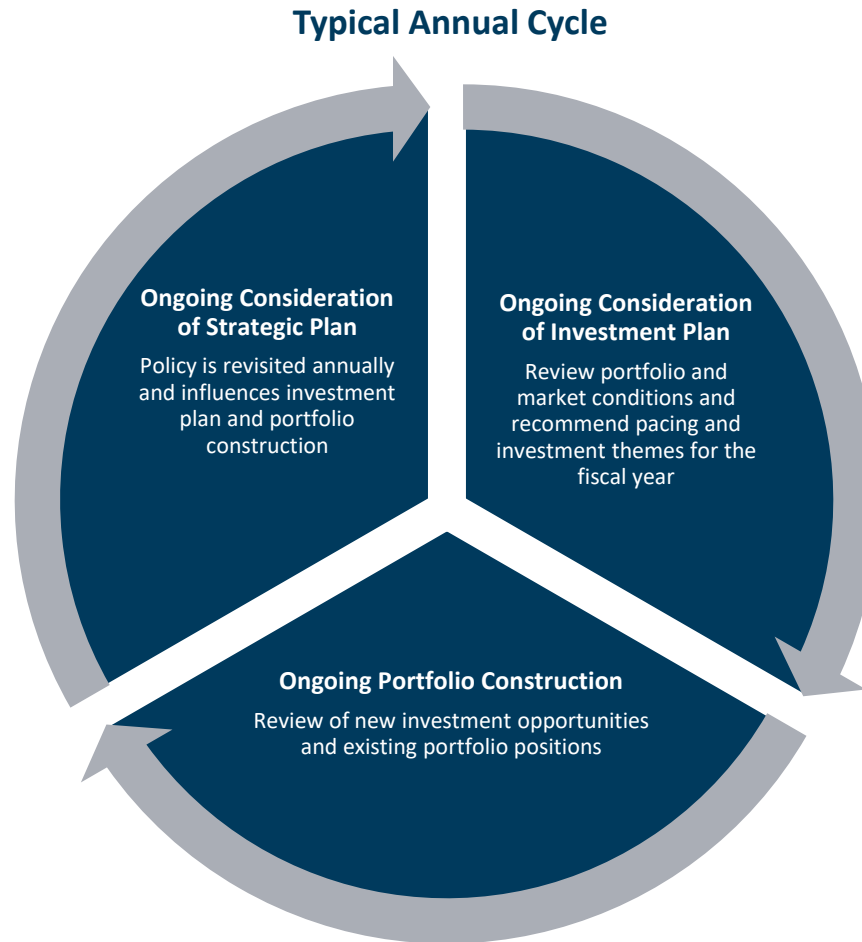 Typical Annual Cycle
Ongoing Consideration
of Strategic Plan
Policy is revisited annually
and influences investment
plan and portfolio
construction
Ongoing Consideration
of Investment Plan
Review portfolio and
market conditions and
recommend pacing and
investment themes for the
fiscal year
Ongoing Portfolio Construction
Review of new investment opportunities
and existing portfolio positions